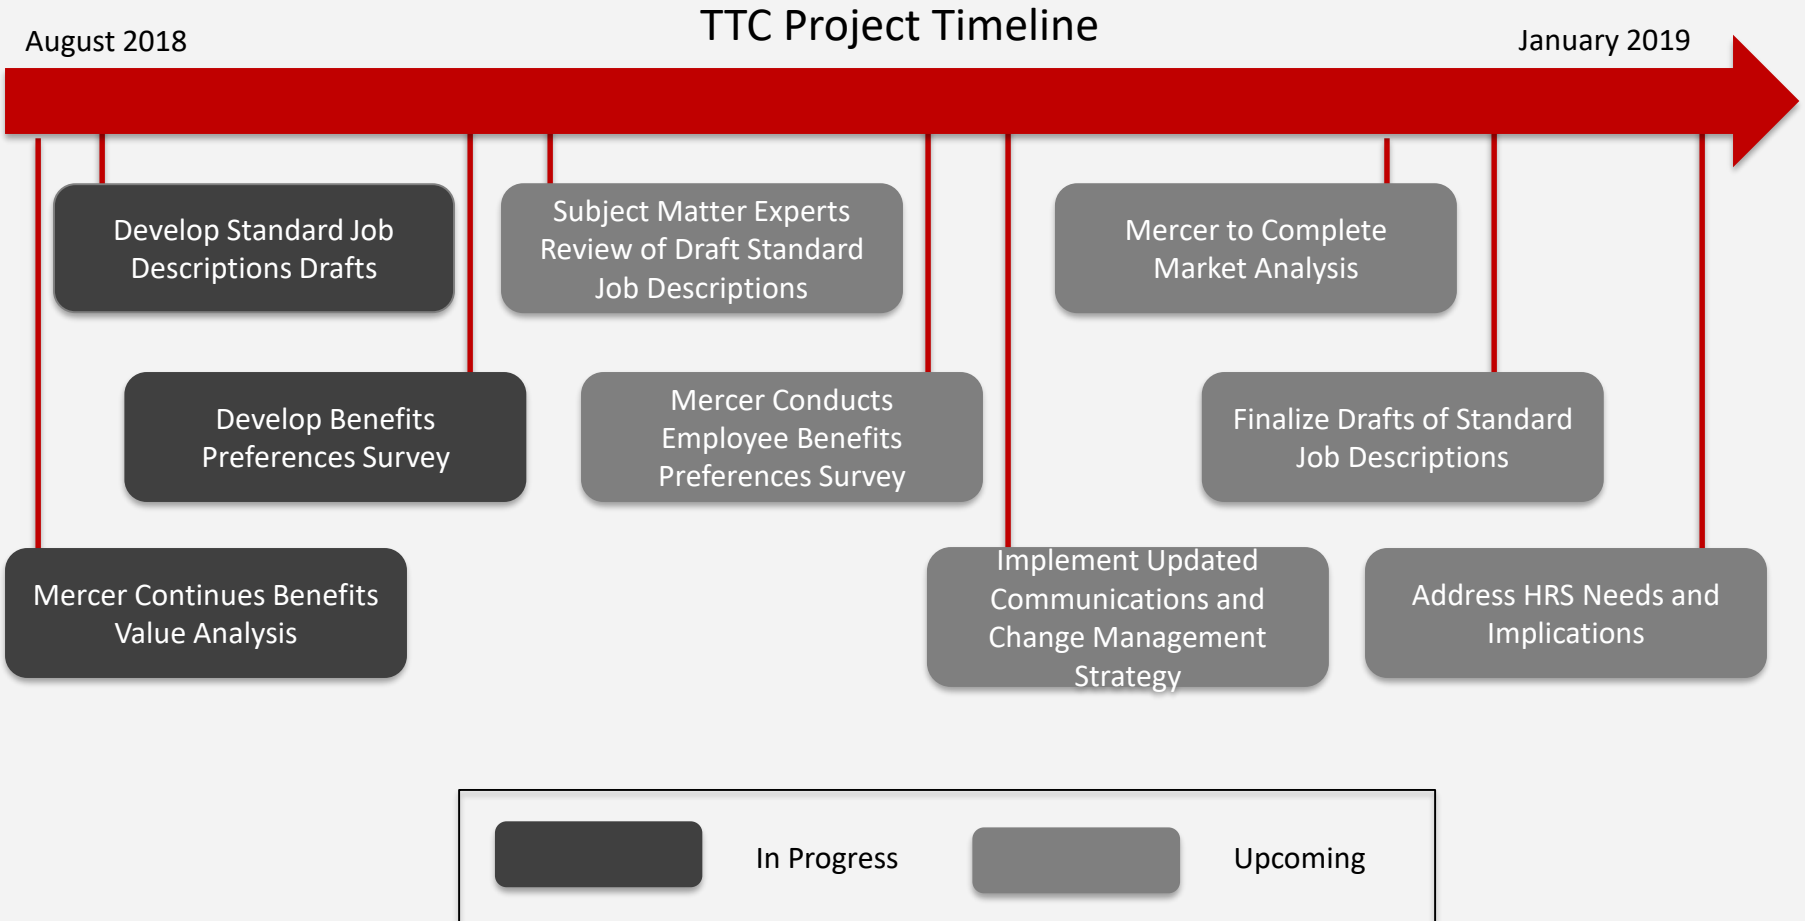 TTC Project Timeline
August 2018
January 2019
Develop Standard Job
Descriptions Drafts
Subject Matter Experts
Review of Draft Standard
Job Descriptions
Mercer to Complete
Market Analysis
Develop Benefits
Preferences Survey
Mercer Conducts
Employee Benefits
Preferences Survey
Finalize Drafts of Standard
Job Descriptions
Mercer Continues Benefits
Value Analysis
Implement Updated
Communications and
Change Management
Strategy
Address HRS Needs and
Implications
In Progress
Upcoming